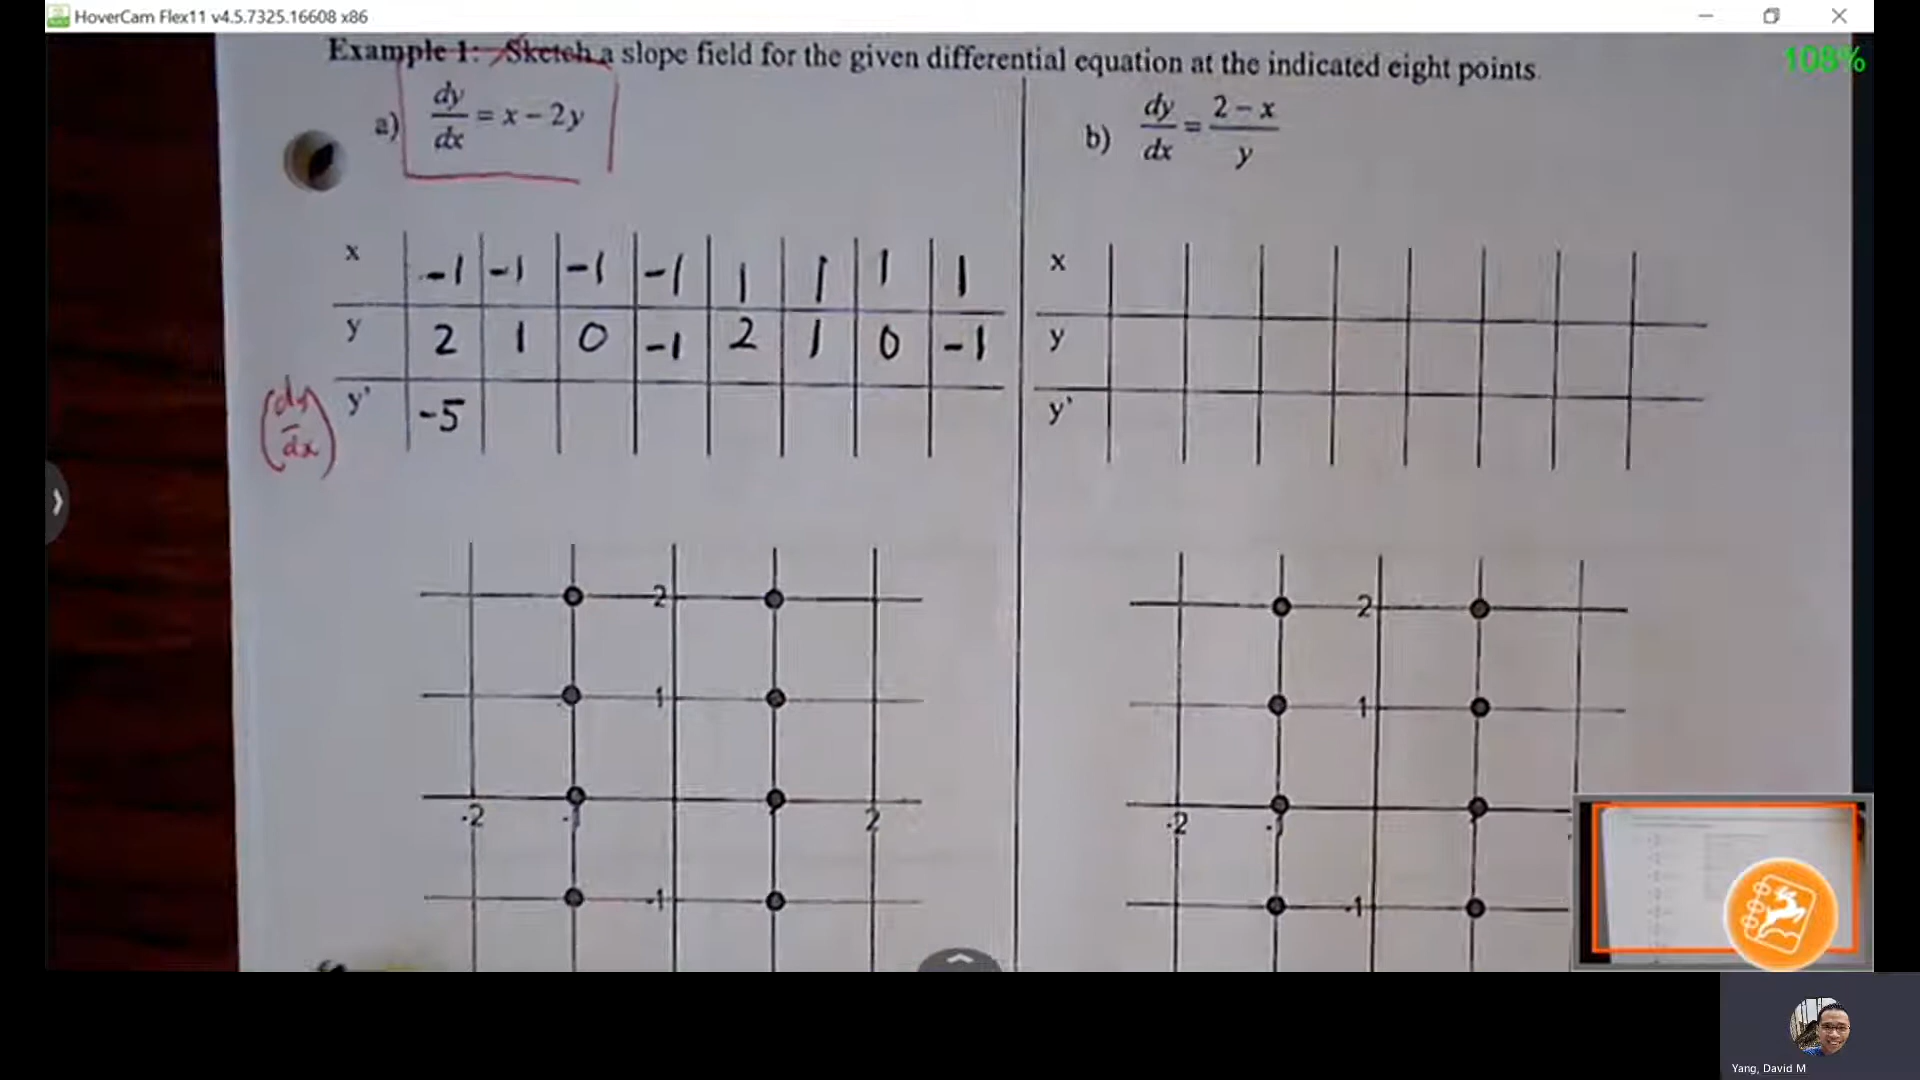 HoverCam Flex11 v4.5.7325.16608 x86
108%
Example 1: Sketch a slope field for the given differential equation at the indicated eight points.
a) dy/dx = x - 2y
b) dy/dx = (2 - x)/y
x -1 -1 -1 -1 1 1 1 1
y 2 1 0 -1 2 1 0 -1
(dy/dx) y' -5
x
y
y'
2
1
-2 -1 2
-1
2
1
-2 -1
-1
Yang, David M